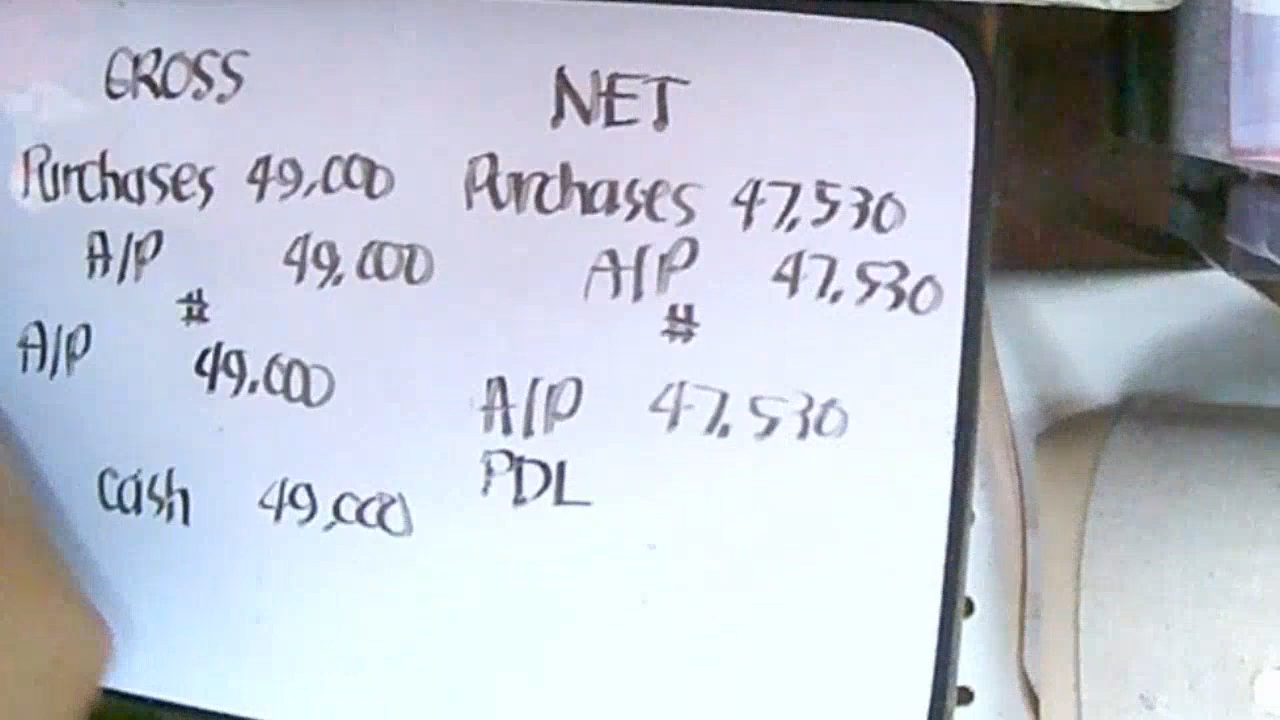 GROSS
Purchases 49,000
A/P 49,000
#
A/P 49,000
Cash 49,000
NET
Purchases 47,530
A/P 47,530
#
A/P 47,530
PDL